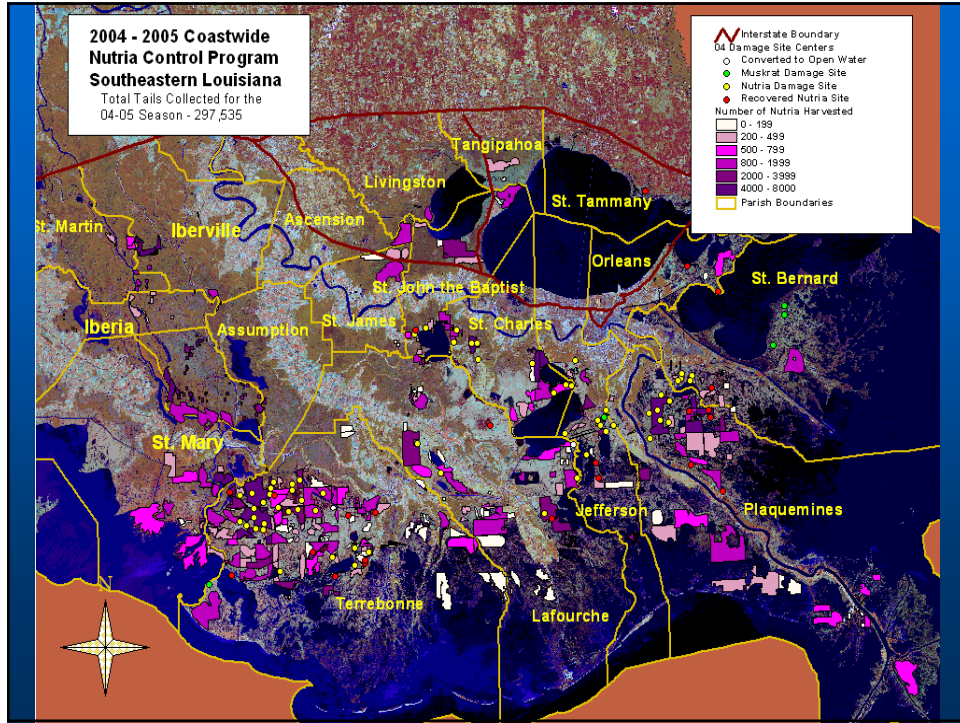 2004 - 2005 Coastwide
Nutria Control Program
Southeastern Louisiana
Total Tails Collected for the
04-05 Season - 297,535
Interstate Boundary
04 Damage Site Centers
Converted to Open Water
Muskrat Damage Site
Nutria Damage Site
Recovered Nutria Site
Number of Nutria Harvested
0 - 199
200 - 499
500 - 799
800 - 1999
2000 - 3999
4000 - 8000
Parish Boundaries
Tangipahoa
Livingston
St. Tammany
St. Martin
Iberville
Ascension
Orleans
St. Bernard
St. John the Baptist
St. James
St. Charles
Iberia
Assumption
St. Mary
Jefferson
Plaquemines
Terrebonne
Lafourche
N